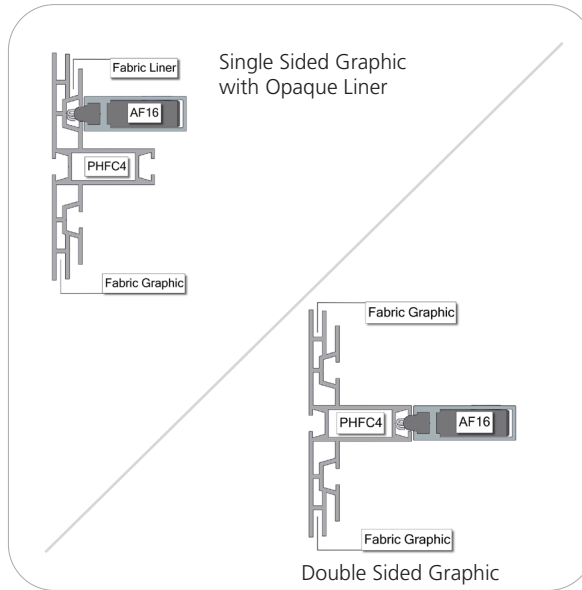 Fabric Liner
Single Sided Graphic
with Opaque Liner
AF16
PHFC4
Fabric Graphic
Fabric Graphic
PHFC4
AF16
Fabric Graphic
Double Sided Graphic